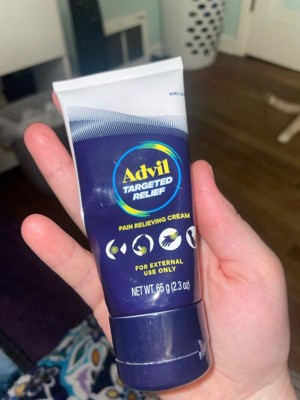 Advil
TARGETED
RELIEF
PAIN RELIEVING CREAM
FOR EXTERNAL
USE ONLY
NET WT. 65 g (2.3 oz)